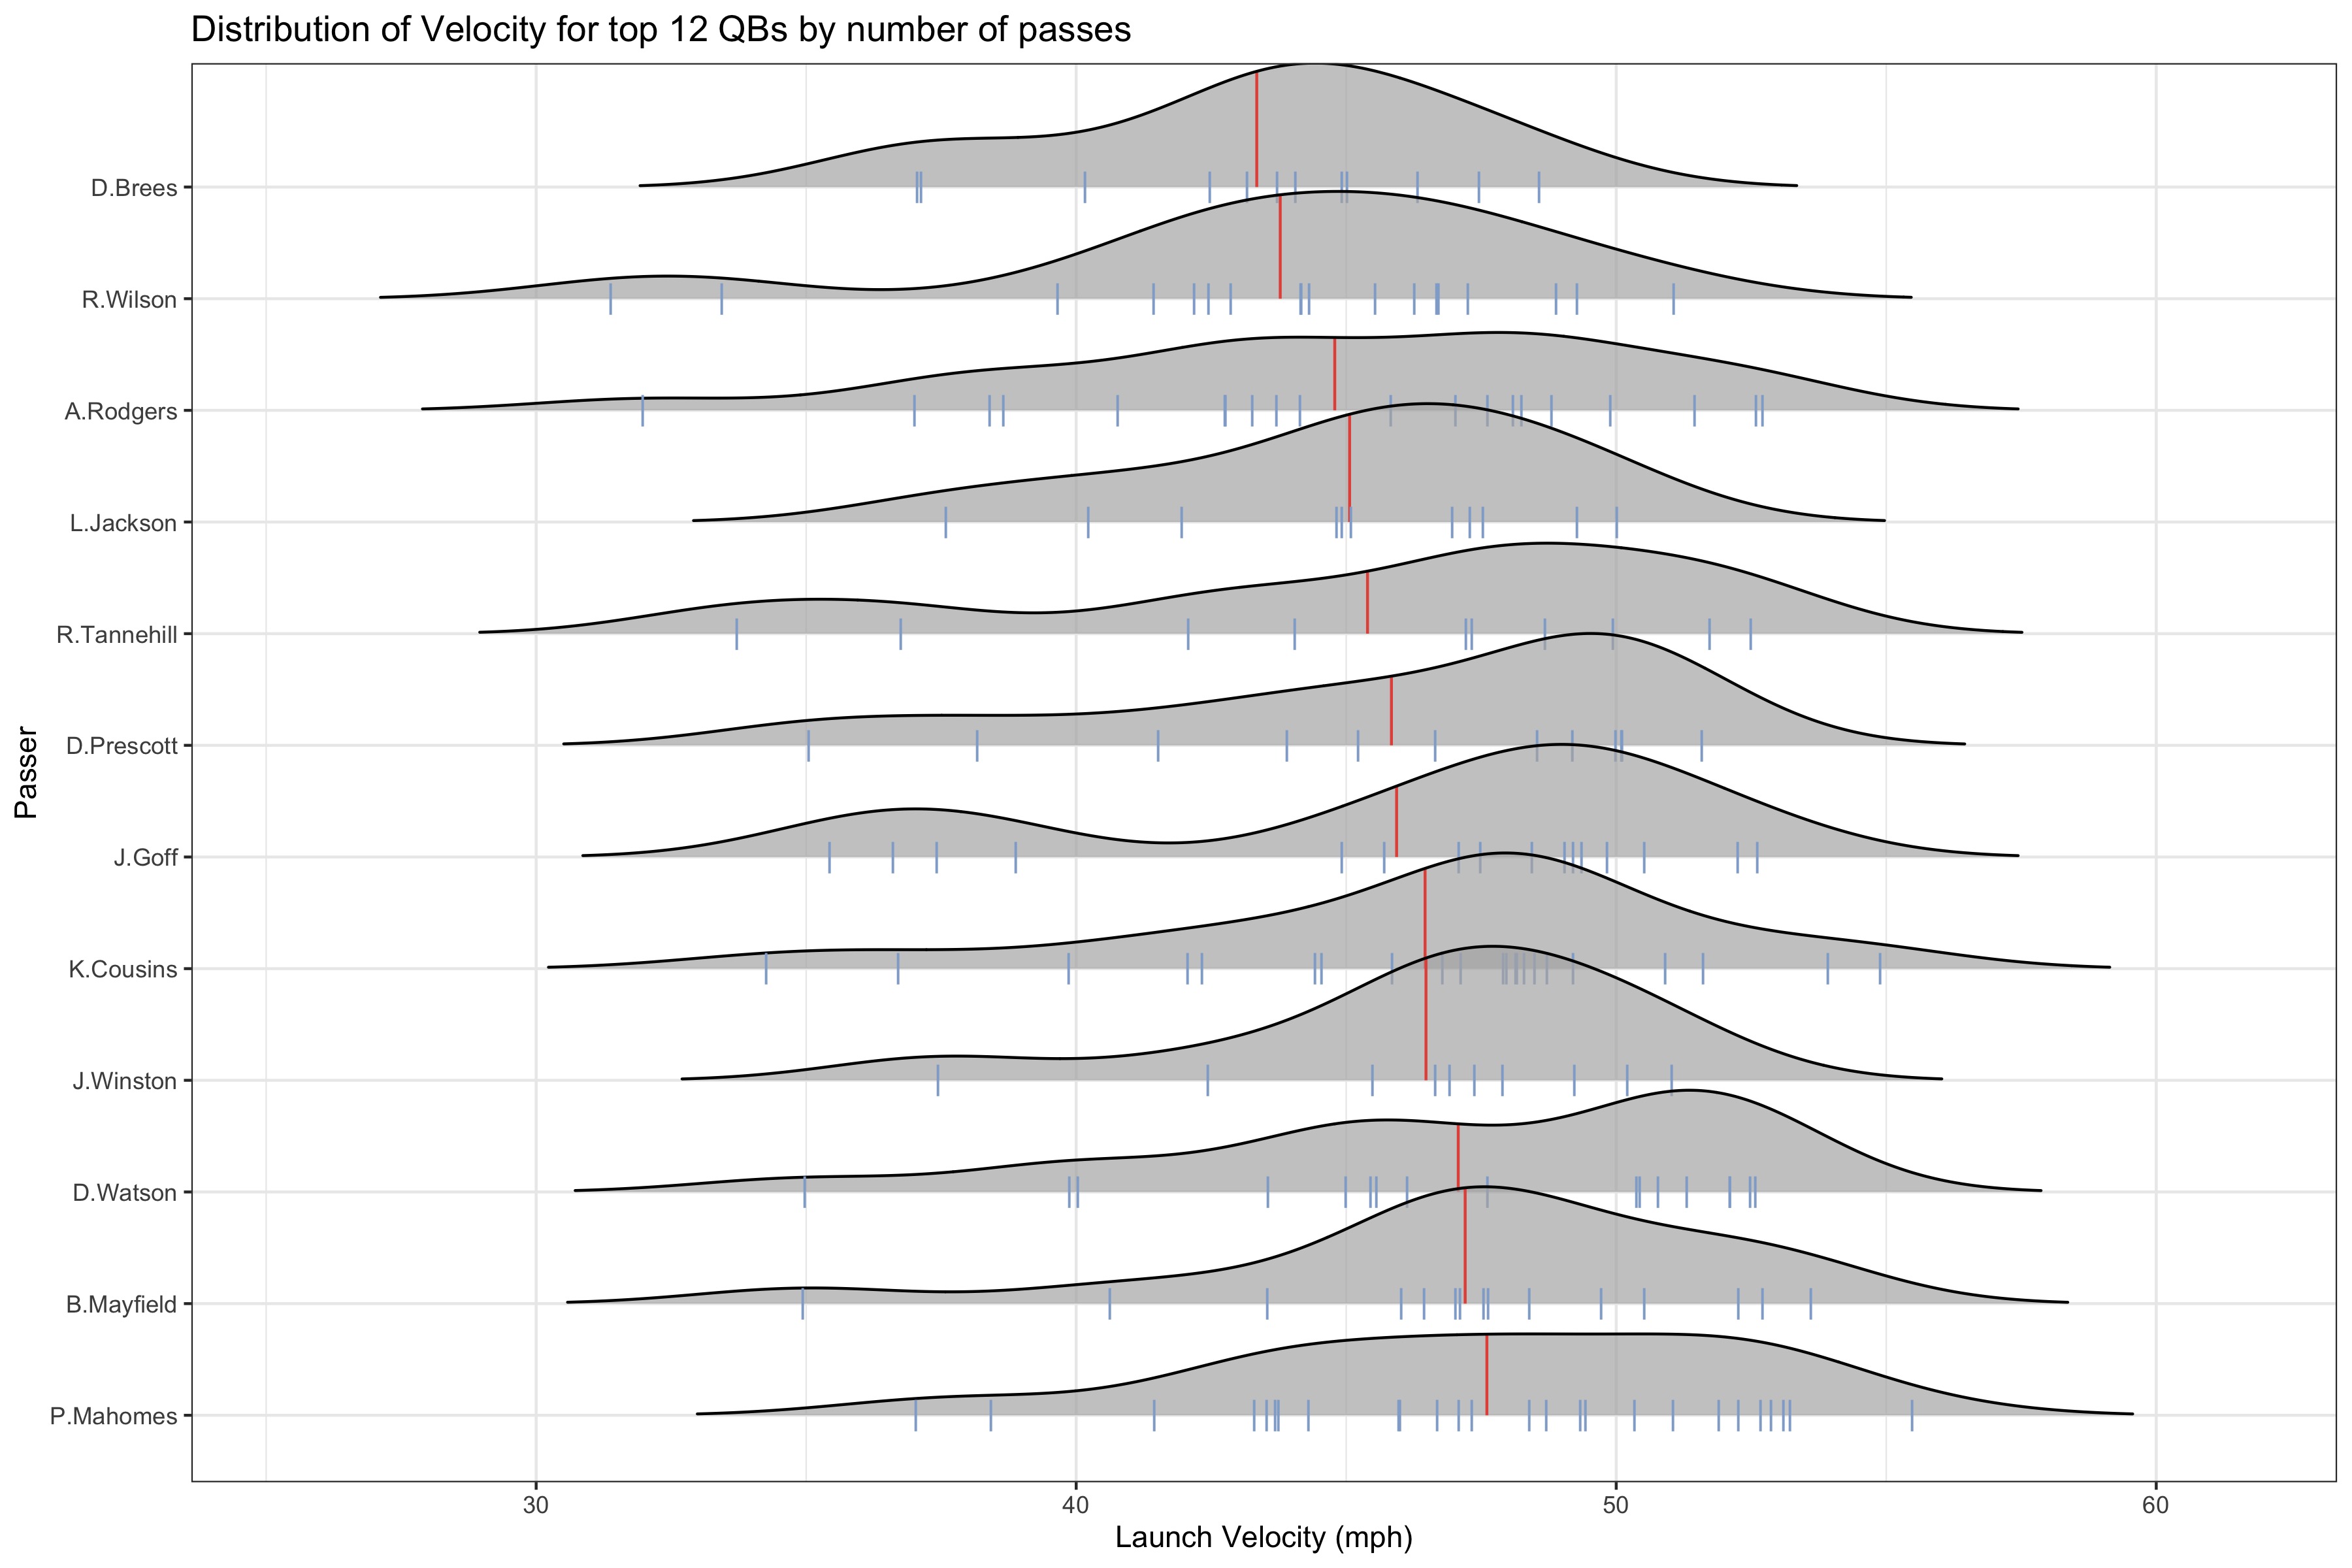 Distribution of Velocity for top 12 QBs by number of passes
Passer
D.Brees
R.Wilson
A.Rodgers
L.Jackson
R.Tannehill
D.Prescott
J.Goff
K.Cousins
J.Winston
D.Watson
B.Mayfield
P.Mahomes
30 40 50 60
Launch Velocity (mph)